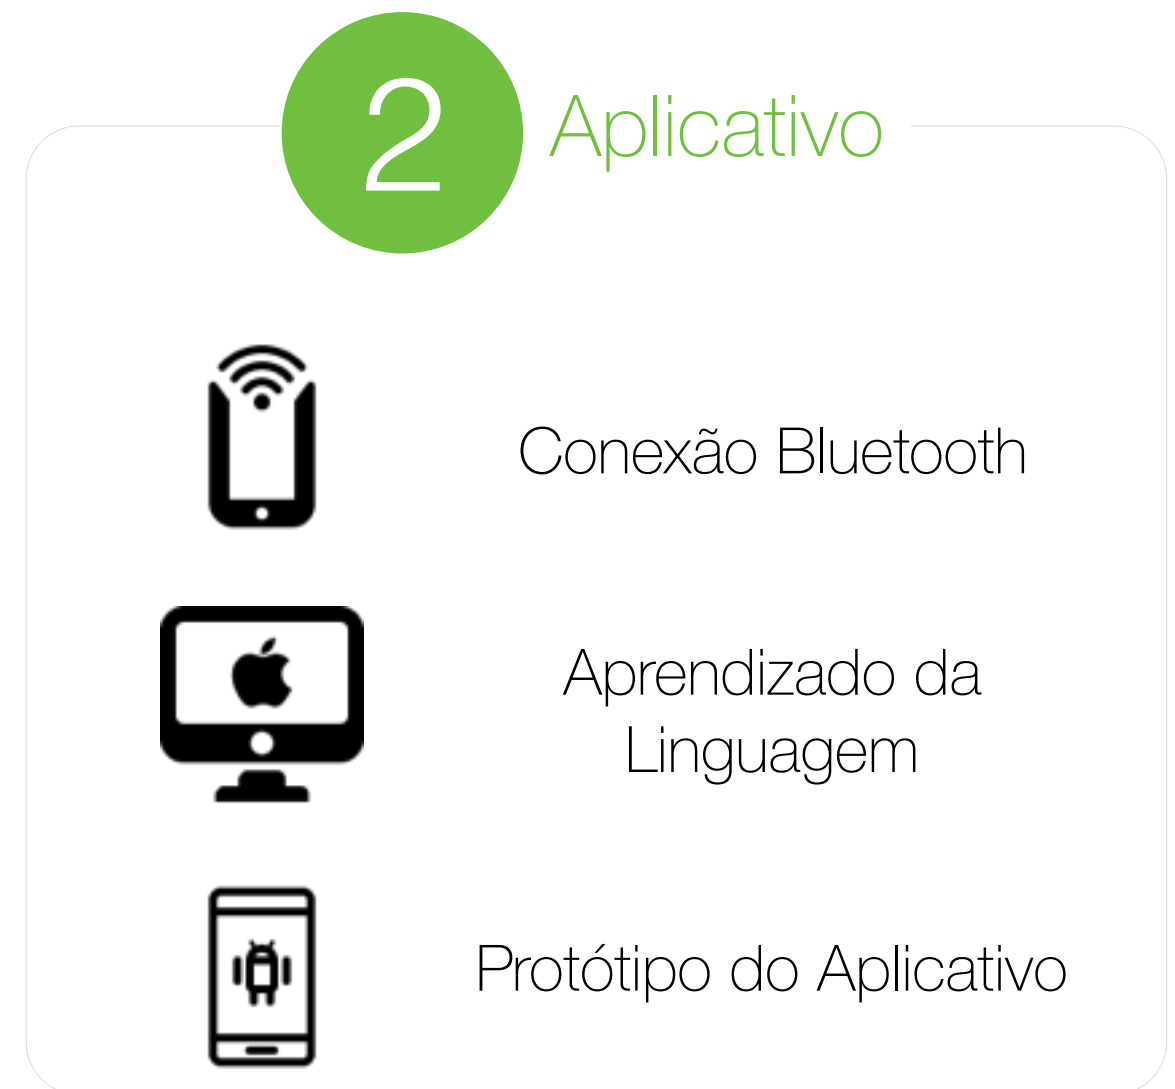 2 Aplicativo
Conexão Bluetooth
Aprendizado da
Linguagem
Protótipo do Aplicativo